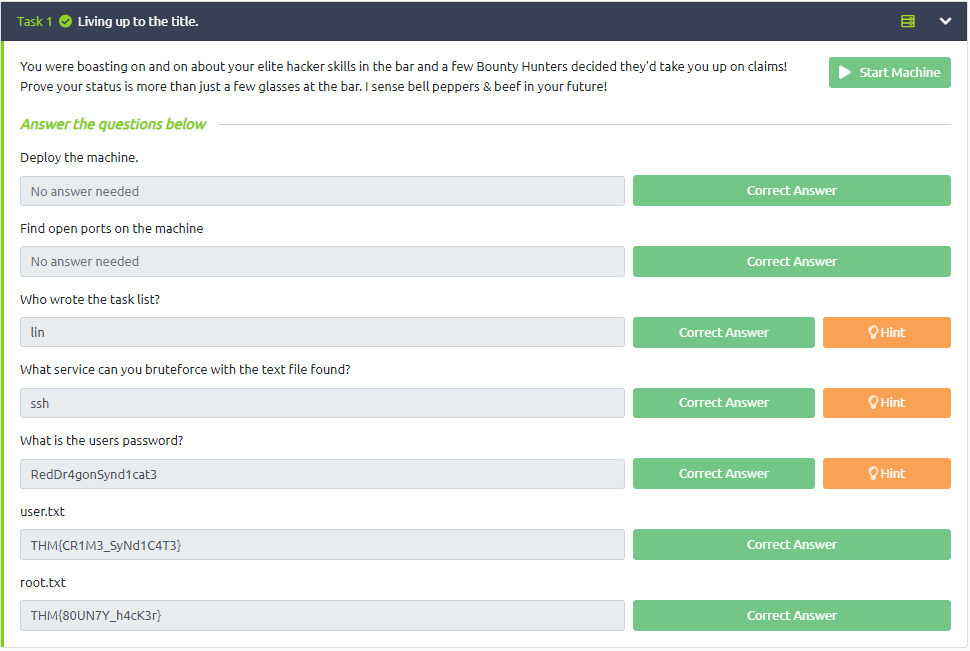 Task 1 Living up to the title.
You were boasting on and on about your elite hacker skills in the bar and a few Bounty Hunters decided they'd take you up on claims!
Prove your status is more than just a few glasses at the bar. I sense bell peppers & beef in your future!
Start Machine
Answer the questions below
Deploy the machine.
No answer needed
Correct Answer
Find open ports on the machine
No answer needed
Correct Answer
Who wrote the task list?
lin
Correct Answer
Hint
What service can you bruteforce with the text file found?
ssh
Correct Answer
Hint
What is the users password?
RedDr4gonSynd1cat3
Correct Answer
Hint
user.txt
THM{CR1M3_SyNd1C4T3}
Correct Answer
root.txt
THM{80UN7Y_h4cK3r}
Correct Answer